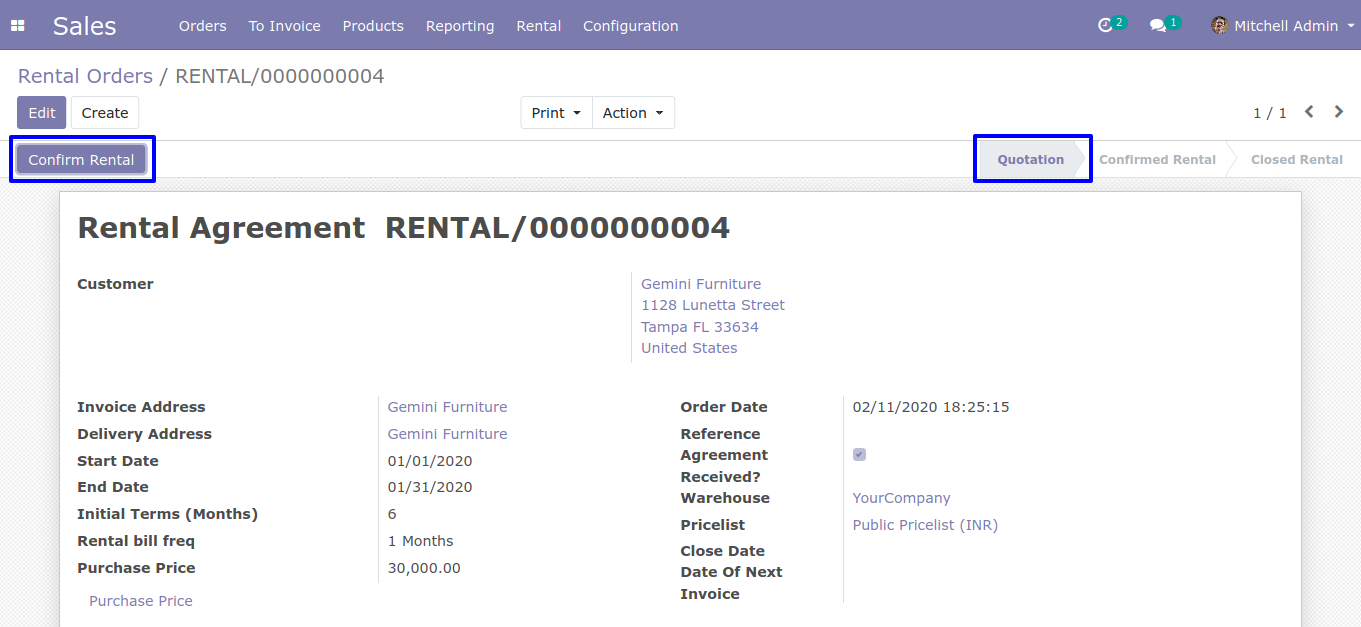 Sales Orders To Invoice Products Reporting Rental Configuration 2 1 Mitchell Admin
Rental Orders / RENTAL/0000000004
Edit Create Print Action 1 / 1
Confirm Rental Quotation Confirmed Rental Closed Rental
Rental Agreement RENTAL/0000000004
Customer Gemini Furniture
1128 Lunetta Street
Tampa FL 33634
United States
Invoice Address Gemini Furniture Order Date 02/11/2020 18:25:15
Delivery Address Gemini Furniture Reference
Agreement
Start Date 01/01/2020
Received?
End Date 01/31/2020
Warehouse YourCompany
Initial Terms (Months) 6
Pricelist Public Pricelist (INR)
Rental bill freq 1 Months
Close Date
Purchase Price 30,000.00
Date Of Next
Invoice
Purchase Price